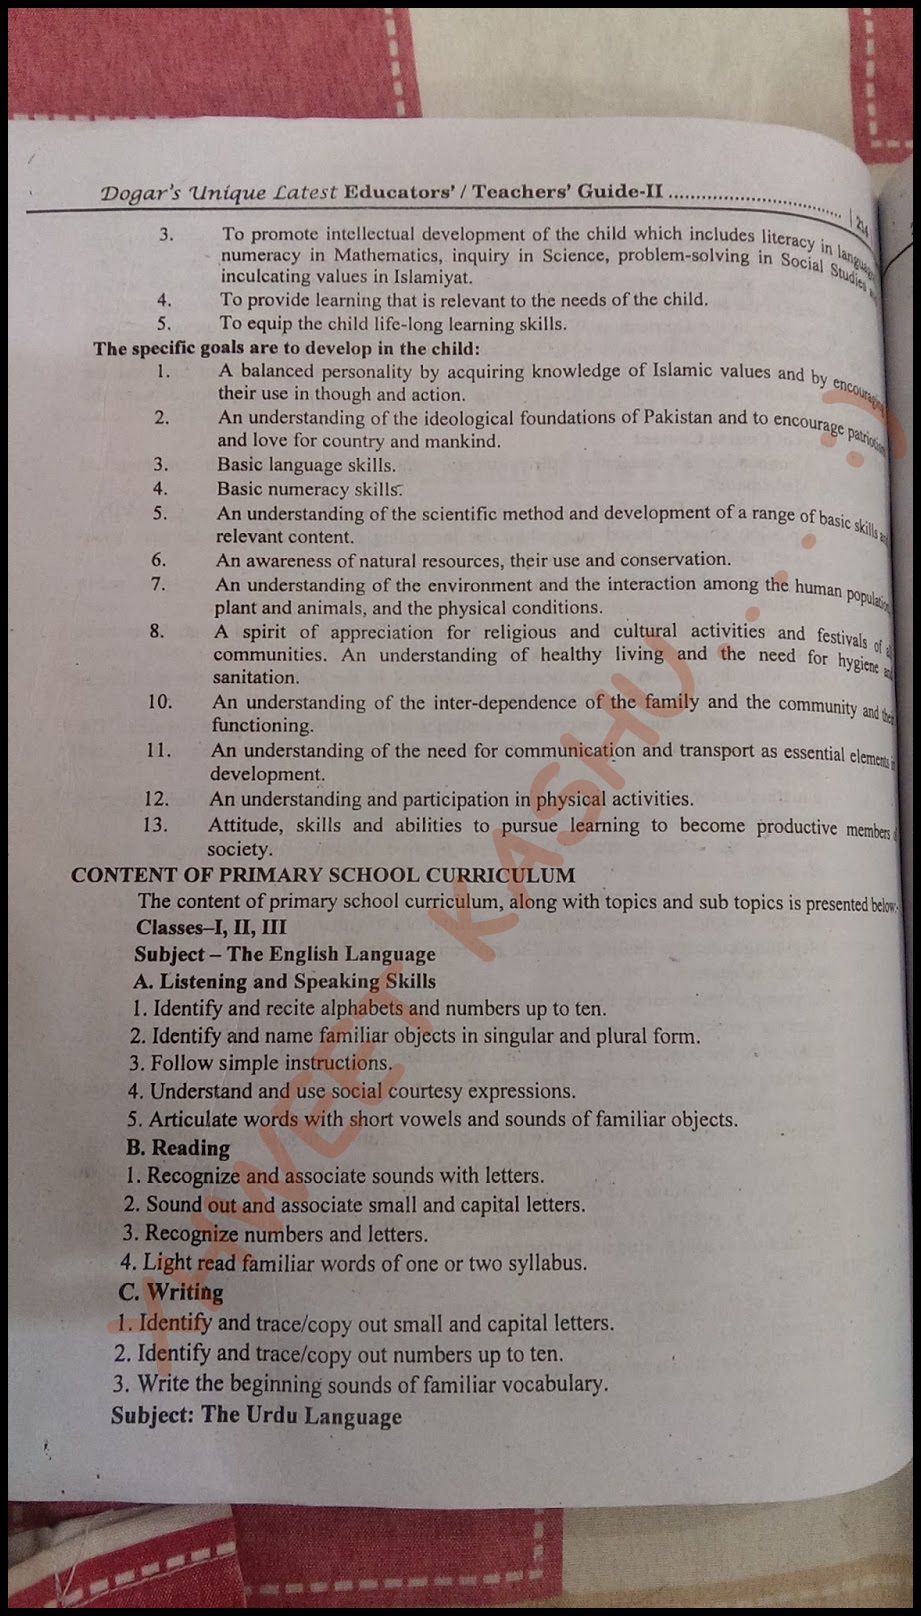 Dogar's Unique Latest Educators' / Teachers' Guide-II ........................................ | 214
3. To promote intellectual development of the child which includes literacy in language,
numeracy in Mathematics, inquiry in Science, problem-solving in Social Studies
inculcating values in Islamiyat.
4. To provide learning that is relevant to the needs of the child.
5. To equip the child life-long learning skills.
The specific goals are to develop in the child:
1. A balanced personality by acquiring knowledge of Islamic values and by encouraging
their use in though and action.
2. An understanding of the ideological foundations of Pakistan and to encourage patriotism
and love for country and mankind.
3. Basic language skills.
4. Basic numeracy skills.
5. An understanding of the scientific method and development of a range of basic skills and
relevant content.
6. An awareness of natural resources, their use and conservation.
7. An understanding of the environment and the interaction among the human population
plant and animals, and the physical conditions.
8. A spirit of appreciation for religious and cultural activities and festivals of all
communities. An understanding of healthy living and the need for hygiene and
sanitation.
10. An understanding of the inter-dependence of the family and the community and their
functioning.
11. An understanding of the need for communication and transport as essential elements
development.
12. An understanding and participation in physical activities.
13. Attitude, skills and abilities to pursue learning to become productive members
society.
CONTENT OF PRIMARY SCHOOL CURRICULUM
The content of primary school curriculum, along with topics and sub topics is presented below:-
Classes–I, II, III
Subject – The English Language
A. Listening and Speaking Skills
1. Identify and recite alphabets and numbers up to ten.
2. Identify and name familiar objects in singular and plural form.
3. Follow simple instructions.
4. Understand and use social courtesy expressions.
5. Articulate words with short vowels and sounds of familiar objects.
B. Reading
1. Recognize and associate sounds with letters.
2. Sound out and associate small and capital letters.
3. Recognize numbers and letters.
4. Light read familiar words of one or two syllabus.
C. Writing
1. Identify and trace/copy out small and capital letters.
2. Identify and trace/copy out numbers up to ten.
3. Write the beginning sounds of familiar vocabulary.
Subject: The Urdu Language
KASHU.....:)